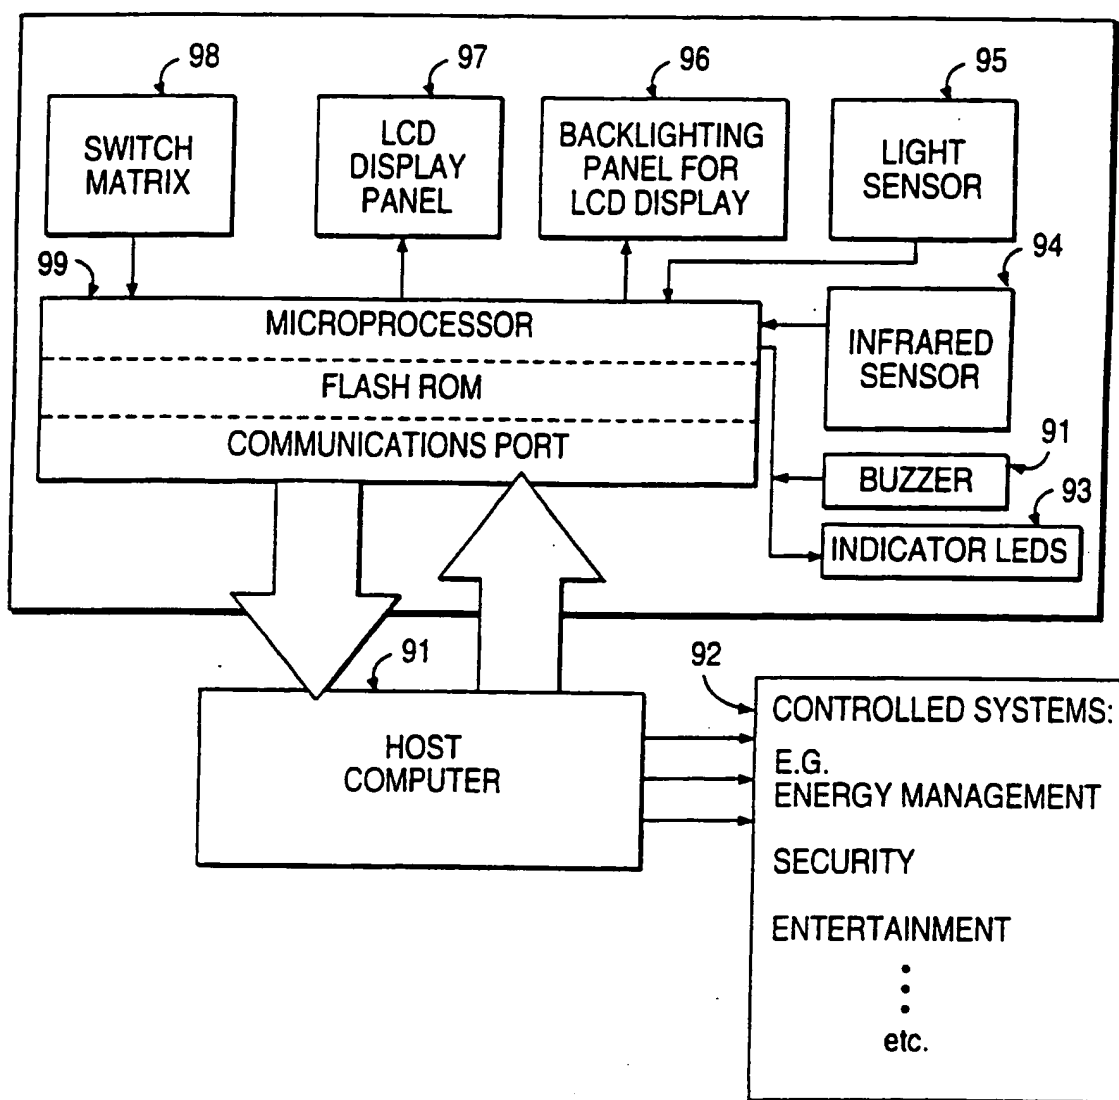 98
97
96
95
SWITCH
MATRIX
LCD
DISPLAY
PANEL
BACKLIGHTING
PANEL FOR
LCD DISPLAY
LIGHT
SENSOR
99
94
MICROPROCESSOR
FLASH ROM
COMMUNICATIONS PORT
INFRARED
SENSOR
91
BUZZER
93
INDICATOR LEDS
91
HOST
COMPUTER
92
CONTROLLED SYSTEMS:
E.G.
ENERGY MANAGEMENT
SECURITY
ENTERTAINMENT
etc.